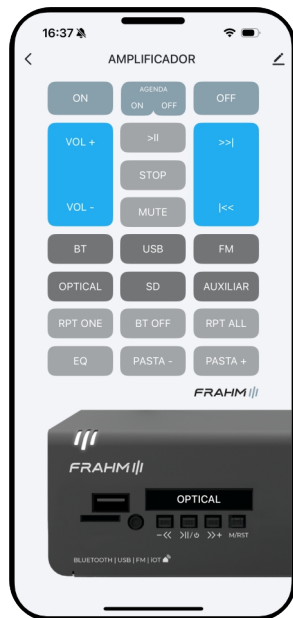 16:37
AMPLIFICADOR
ON
AGENDA
ON OFF
OFF
VOL +
>II
>>|
STOP
VOL -
MUTE
|<<
BT
USB
FM
OPTICAL
SD
AUXILIAR
RPT ONE
BT OFF
RPT ALL
EQ
PASTA -
PASTA +
FRAHM
FRAHM
OPTICAL
-<< >II/⏻ >>+ M/RST
BLUETOOTH | USB | FM | iOT